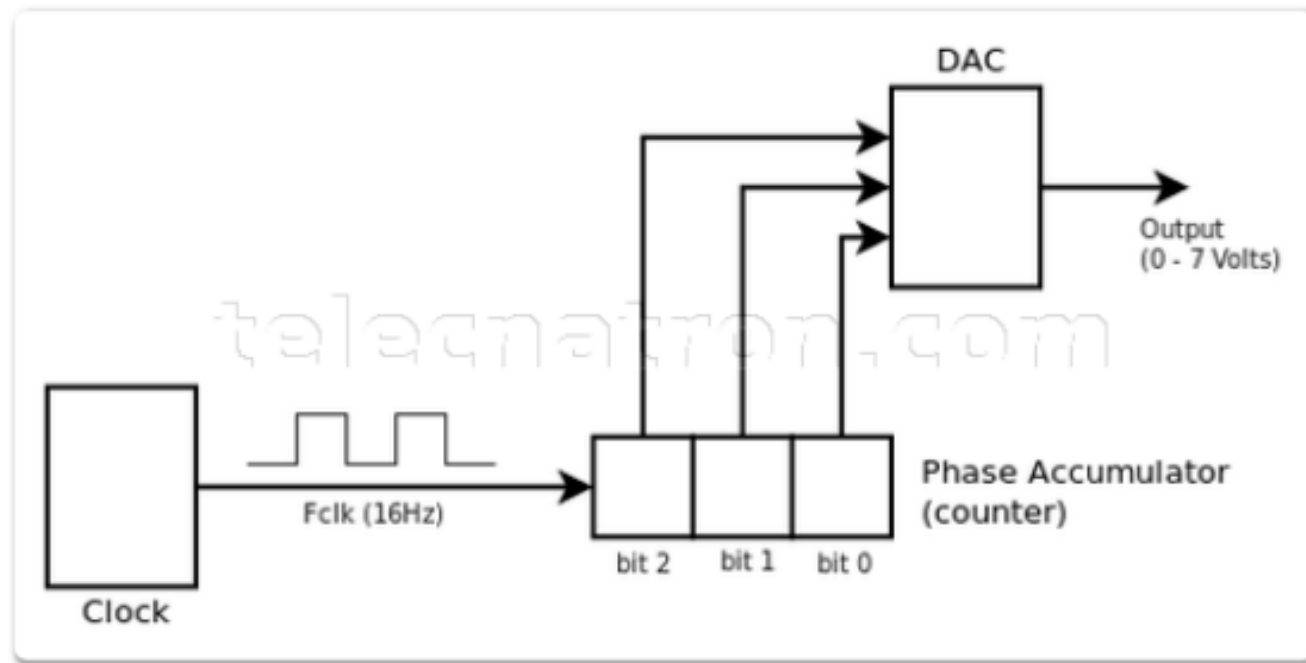 DAC
Output
(0 - 7 Volts)
telecnatron.com
Fclk (16Hz)
Phase Accumulator
(counter)
bit 2
bit 1
bit 0
Clock